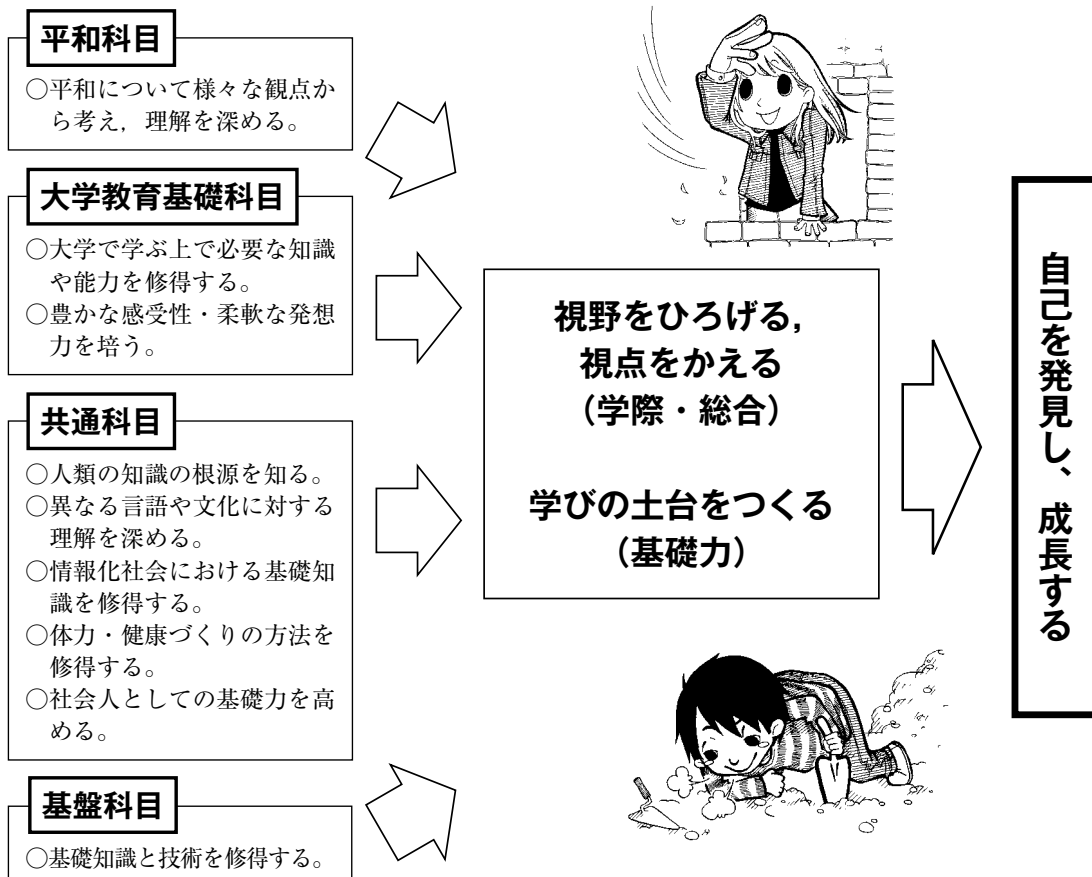 平和科目
○平和について様々な観点か
ら考え，理解を深める。
大学教育基礎科目
○大学で学ぶ上で必要な知識
や能力を修得する。
○豊かな感受性・柔軟な発想
力を培う。
共通科目
○人類の知識の根源を知る。
○異なる言語や文化に対する
理解を深める。
○情報化社会における基礎知
識を修得する。
○体力・健康づくりの方法を
修得する。
○社会人としての基礎力を高
める。
基盤科目
○基礎知識と技術を修得する。
視野をひろげる，
視点をかえる
（学際・総合）
学びの土台をつくる
（基礎力）
自己を発見し、成長する